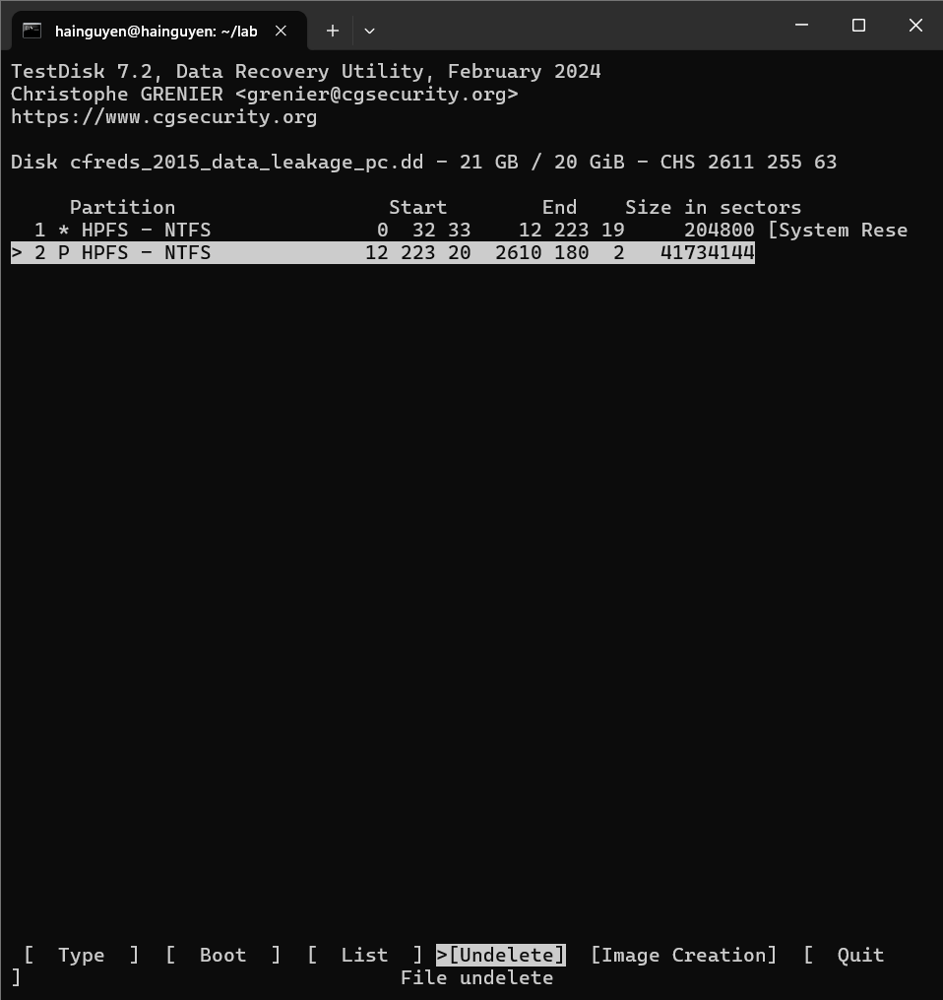 hainguyen@hainguyen: ~/lab
TestDisk 7.2, Data Recovery Utility, February 2024
Christophe GRENIER <grenier@cgsecurity.org>
https://www.cgsecurity.org
Disk cfreds_2015_data_leakage_pc.dd - 21 GB / 20 GiB - CHS 2611 255 63
     Partition                  Start        End    Size in sectors
  1 * HPFS - NTFS              0  32 33    12 223 19     204800 [System Rese
> 2 P HPFS - NTFS             12 223 20  2610 180  2   41734144
 [  Type  ]  [  Boot  ]  [  List  ] >[Undelete]  [Image Creation]  [  Quit
]                                File undelete